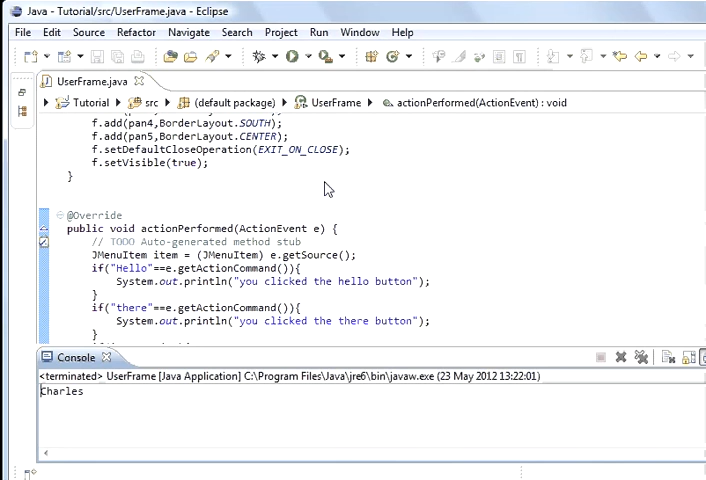 Java - Tutorial/src/UserFrame.java - Eclipse
File Edit Source Refactor Navigate Search Project Run Window Help
UserFrame.java
Tutorial src (default package) UserFrame actionPerformed(ActionEvent) : void
f.add(pan4,BorderLayout.SOUTH);
f.add(pan5,BorderLayout.CENTER);
f.setDefaultCloseOperation(EXIT_ON_CLOSE);
f.setVisible(true);
}
@Override
public void actionPerformed(ActionEvent e) {
// TODO Auto-generated method stub
JMenuItem item = (JMenuItem) e.getSource();
if("Hello"==e.getActionCommand()){
System.out.println("you clicked the hello button");
}
if("there"==e.getActionCommand()){
System.out.println("you clicked the there button");
}
Console
<terminated> UserFrame [Java Application] C:\Program Files\Java\jre6\bin\javaw.exe (23 May 2012 13:22:01)
Charles